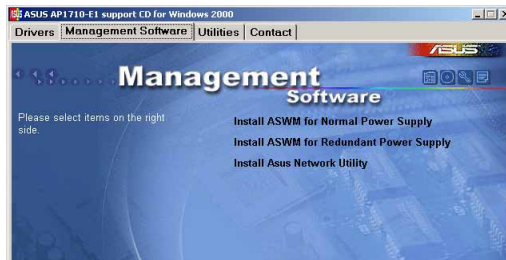 ASUS AP1710-E1 support CD for Windows 2000
Drivers Management Software Utilities Contact
ASUS
Management
Software
Please select items on the right
side.
Install ASWM for Normal Power Supply
Install ASWM for Redundant Power Supply
Install Asus Network Utility